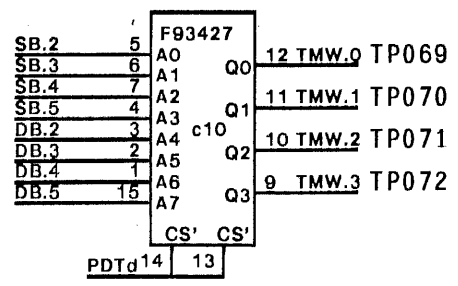 F93427
SB.2 5 A0
SB.3 6 A1
SB.4 7 A2
SB.5 4 A3
DB.2 3 A4
DB.3 2 A5
DB.4 1 A6
DB.5 15 A7
c10
Q0 12 TMW.0 TP069
Q1 11 TMW.1 TP070
Q2 10 TMW.2 TP071
Q3 9 TMW.3 TP072
CS' CS'
PDTd 14 13